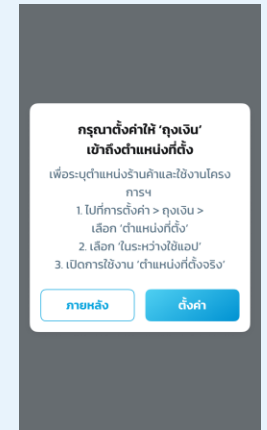 กรุณาตั้งค่าให้ ‘ถุงเงิน’
เข้าถึงตำแหน่งที่ตั้ง
เพื่อระบุตำแหน่งร้านค้าและใช้งานโครง
การฯ
1. ไปที่การตั้งค่า > ถุงเงิน >
เลือก ‘ตำแหน่งที่ตั้ง’
2. เลือก ‘ในระหว่างใช้แอป’
3. เปิดการใช้งาน ‘ตำแหน่งที่ตั้งจริง’
ภายหลัง
ตั้งค่า